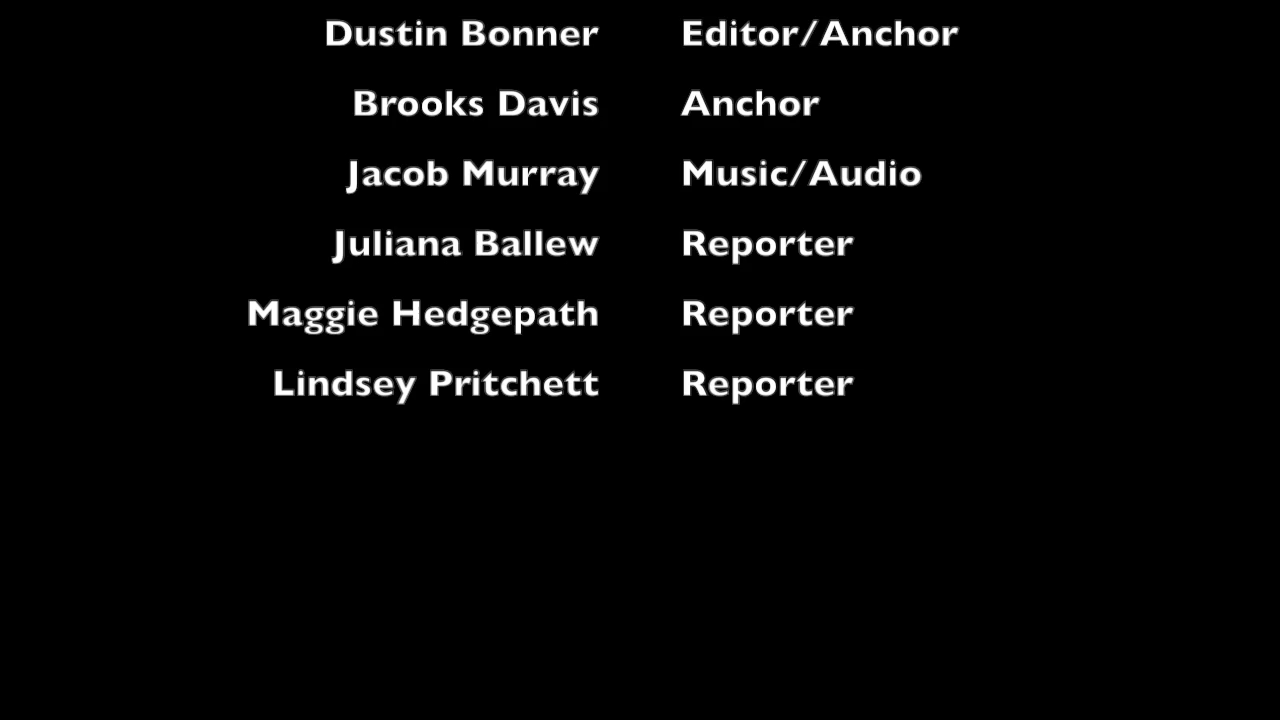 Dustin Bonner Editor/Anchor
Brooks Davis Anchor
Jacob Murray Music/Audio
Juliana Ballew Reporter
Maggie Hedgepath Reporter
Lindsey Pritchett Reporter